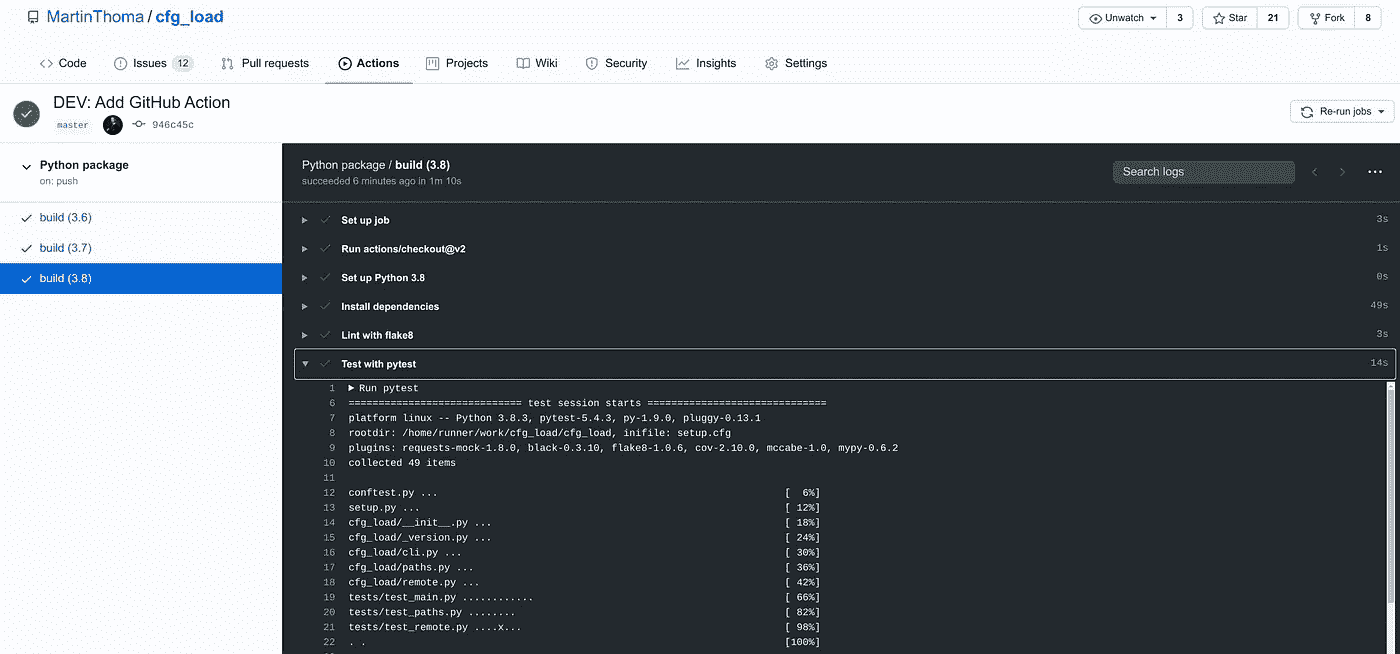 MartinThoma / cfg_load
Unwatch 3 Star 21 Fork 8
Code Issues 12 Pull requests Actions Projects Wiki Security Insights Settings
DEV: Add GitHub Action
master 946c45c
Re-run jobs
Python package
on: push
build (3.6)
build (3.7)
build (3.8)
Python package / build (3.8)
succeeded 6 minutes ago in 1m 10s
Search logs
Set up job 3s
Run actions/checkout@v2 1s
Set up Python 3.8 0s
Install dependencies 49s
Lint with flake8 3s
Test with pytest 14s
1 Run pytest
6 ============================= test session starts ==============================
7 platform linux -- Python 3.8.3, pytest-5.4.3, py-1.9.0, pluggy-0.13.1
8 rootdir: /home/runner/work/cfg_load/cfg_load, inifile: setup.cfg
9 plugins: requests-mock-1.8.0, black-0.3.10, flake8-1.0.6, cov-2.10.0, mccabe-1.0, mypy-0.6.2
10 collected 49 items
11
12 conftest.py ... [  6%]
13 setup.py ... [ 12%]
14 cfg_load/__init__.py ... [ 18%]
15 cfg_load/_version.py ... [ 24%]
16 cfg_load/cli.py ... [ 30%]
17 cfg_load/paths.py ... [ 36%]
18 cfg_load/remote.py ... [ 42%]
19 tests/test_main.py ............ [ 66%]
20 tests/test_paths.py ........ [ 82%]
21 tests/test_remote.py ....x... [ 98%]
22 . . [100%]